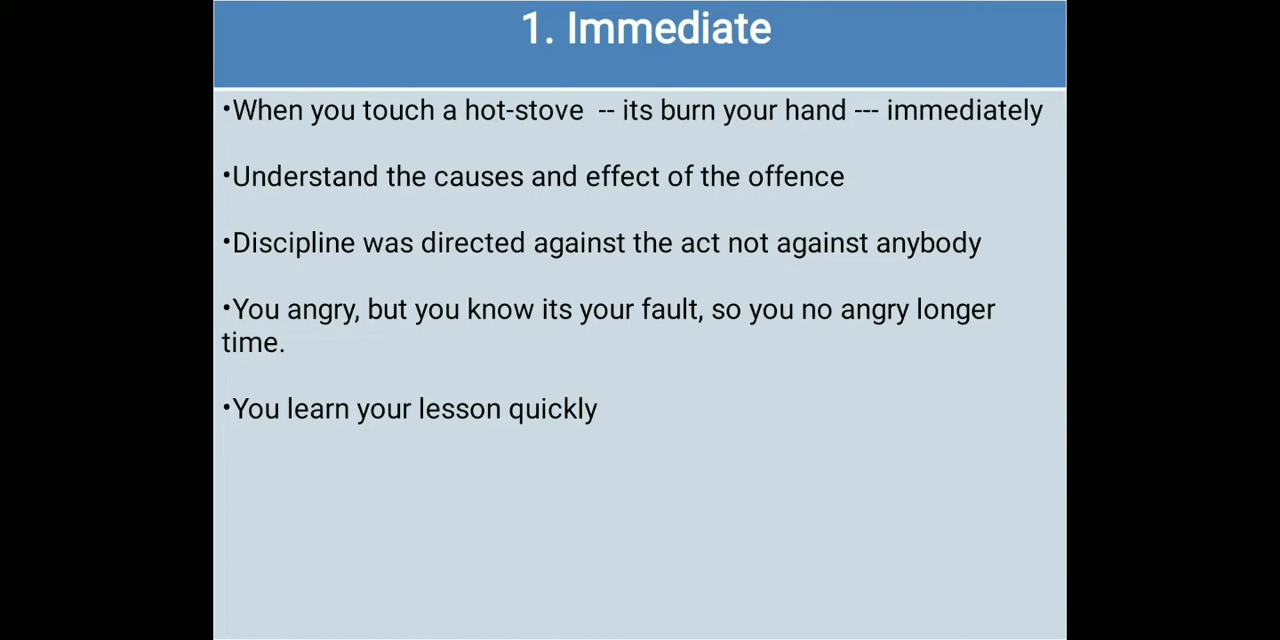 1. Immediate
•When you touch a hot-stove  -- its burn your hand --- immediately
•Understand the causes and effect of the offence
•Discipline was directed against the act not against anybody
•You angry, but you know its your fault, so you no angry longer
time.
•You learn your lesson quickly